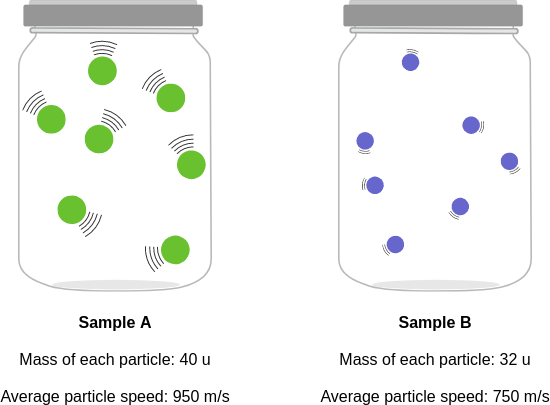 Sample A
Mass of each particle: 40 u
Average particle speed: 950 m/s
Sample B
Mass of each particle: 32 u
Average particle speed: 750 m/s